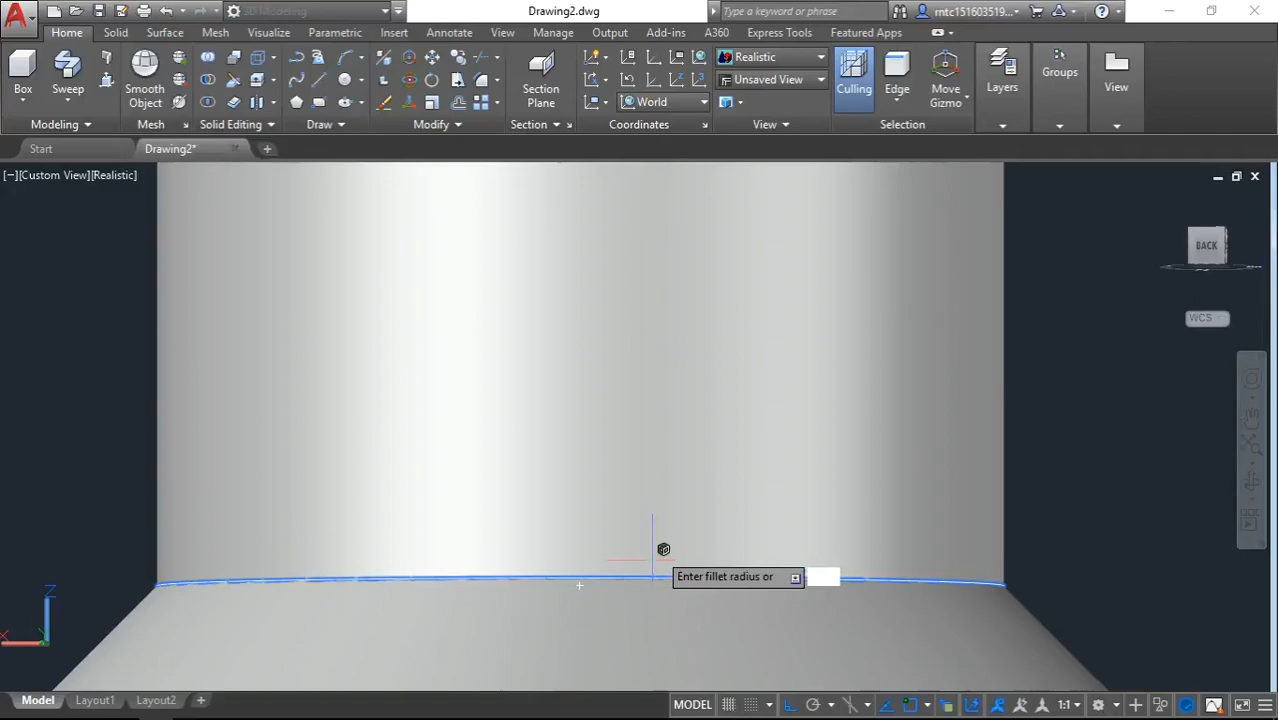 Drawing2.dwg
Type a keyword or phrase
rntc151603519...
3D Modeling
Home Solid Surface Mesh Visualize Parametric Insert Annotate View Manage Output Add-ins A360 Express Tools Featured Apps
Box
Sweep
Smooth
Object
Section
Plane
Realistic
Unsaved View
World
Culling
Edge
Move
Gizmo
Layers
Groups
View
Modeling
Mesh
Solid Editing
Draw
Modify
Section
Coordinates
View
Selection
Start
Drawing2*
[−][Custom View][Realistic]
BACK
WCS
Enter fillet radius or
Z
X
Model
Layout1
Layout2
MODEL
1:1